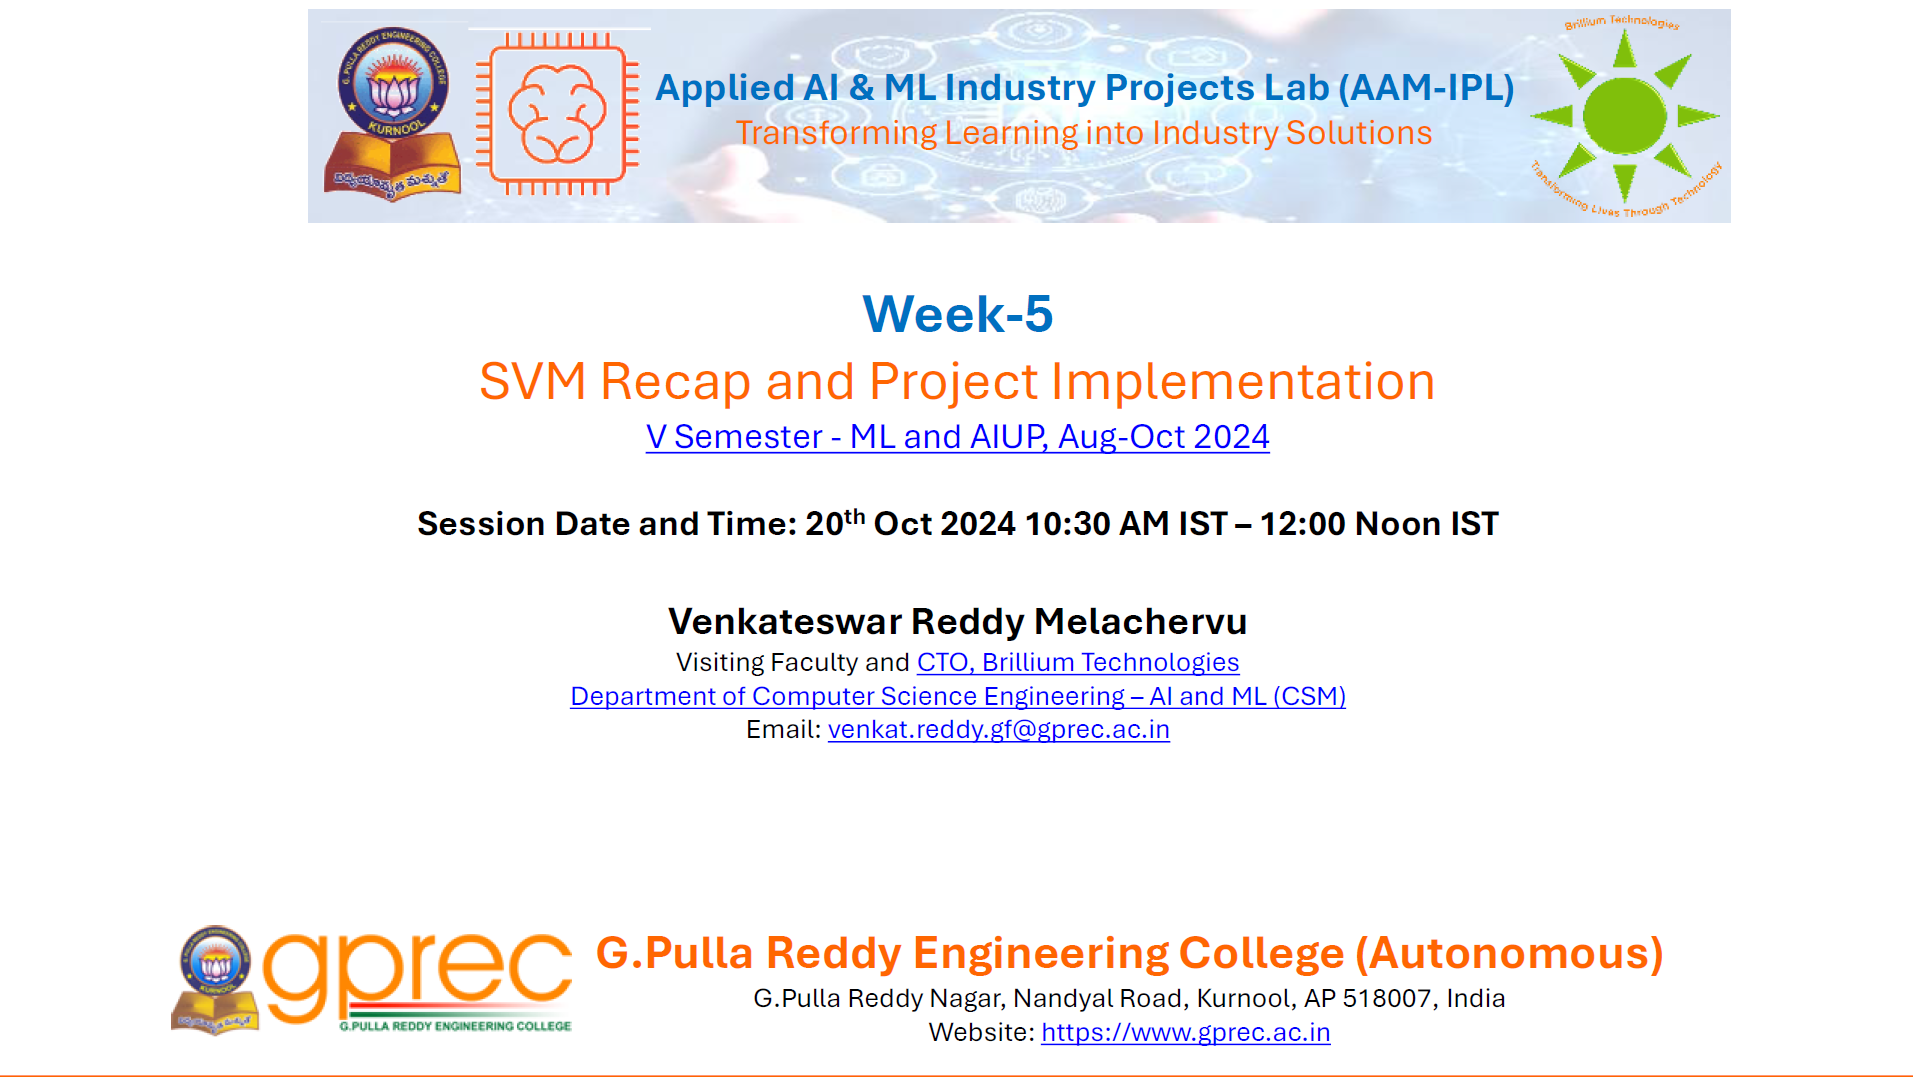 G. PULLA REDDY ENGINEERING COLLEGE
KURNOOL
Applied AI & ML Industry Projects Lab (AAM-IPL)
Transforming Learning into Industry Solutions
Brillium Technologies
Transforming Lives Through Technology
Week-5
SVM Recap and Project Implementation
V Semester - ML and AIUP, Aug-Oct 2024
Session Date and Time: 20th Oct 2024 10:30 AM IST – 12:00 Noon IST
Venkateswar Reddy Melachervu
Visiting Faculty and CTO, Brillium Technologies
Department of Computer Science Engineering – AI and ML (CSM)
Email: venkat.reddy.gf@gprec.ac.in
gprec
G.PULLA REDDY ENGINEERING COLLEGE
G.Pulla Reddy Engineering College (Autonomous)
G.Pulla Reddy Nagar, Nandyal Road, Kurnool, AP 518007, India
Website: https://www.gprec.ac.in